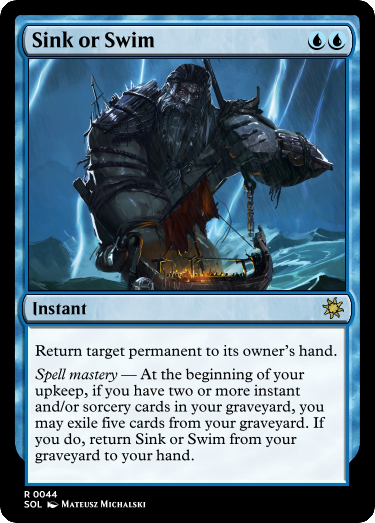 Sink or Swim
Instant
Return target permanent to its owner's hand.
Spell mastery — At the beginning of your
upkeep, if you have two or more instant
and/or sorcery cards in your graveyard, you
may exile five cards from your graveyard. If
you do, return Sink or Swim from your
graveyard to your hand.
R 0044
SOL Mateusz Michalski